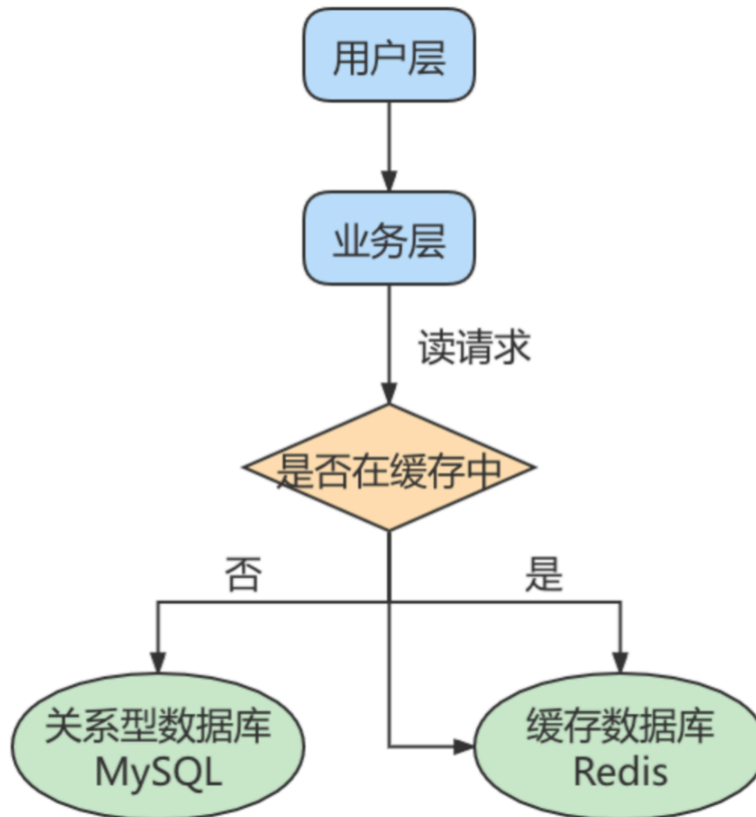 用户层
业务层
读请求
是否在缓存中
否
是
关系型数据库
MySQL
缓存数据库
Redis